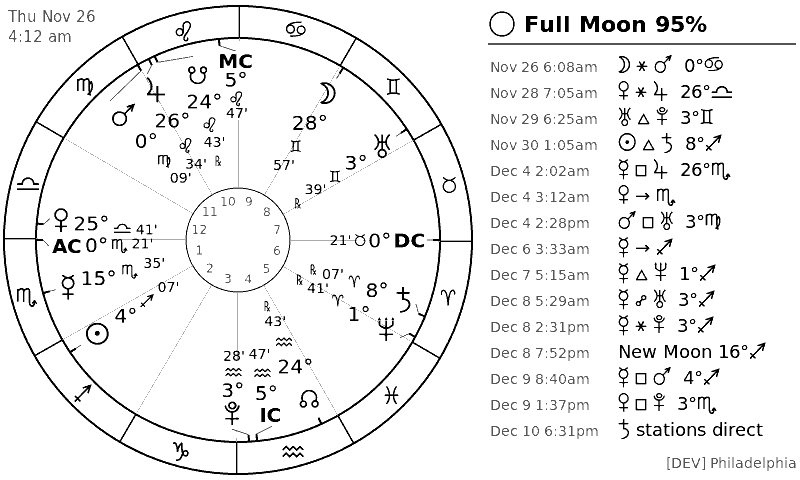 Thu Nov 26
4:12 am
MC
5°
♌
47'
☋
24°
♌
43'
℞
♃
26°
♌
34'
♂
0°
♍
09'
☽
28°
♊
57'
♅
3°
♊
39'
℞
♀ 25° ♎ 41'
AC 0° ♏ 21'
☿ 15° ♏ 35'
☉ 4° ♐ 07'
21' ♉ 0° DC
℞ 07' ♈ 8° ♄
℞ 41' ♈ 1° ♆
℞
43'
♒
24°
☊
28' 47'
♒ ♒
3° 5°
♇ IC
10 9
11 8
12 7
1 6
2 5
3 4
♌ ♋
♍ ♊
♎ ♉
♏ ♈
♐ ♓
♑ ♒
○ Full Moon 95%
Nov 26 6:08am ☽ ⚹ ♂ 0°♋
Nov 28 7:05am ♀ ⚹ ♃ 26°♎
Nov 29 6:25am ♅ △ ♇ 3°♊
Nov 30 1:05am ☉ △ ♄ 8°♐
Dec 4 2:02am ☿ □ ♃ 26°♏
Dec 4 3:12am ♀ → ♏
Dec 4 2:28pm ♂ □ ♅ 3°♍
Dec 6 3:33am ☿ → ♐
Dec 7 5:15am ☿ △ ♆ 1°♐
Dec 8 5:29am ☿ ☍ ♅ 3°♐
Dec 8 2:31pm ☿ ⚹ ♇ 3°♐
Dec 8 7:52pm New Moon 16°♐
Dec 9 8:40am ☿ □ ♂ 4°♐
Dec 9 1:37pm ♀ □ ♇ 3°♏
Dec 10 6:31pm ♄ stations direct
[DEV] Philadelphia